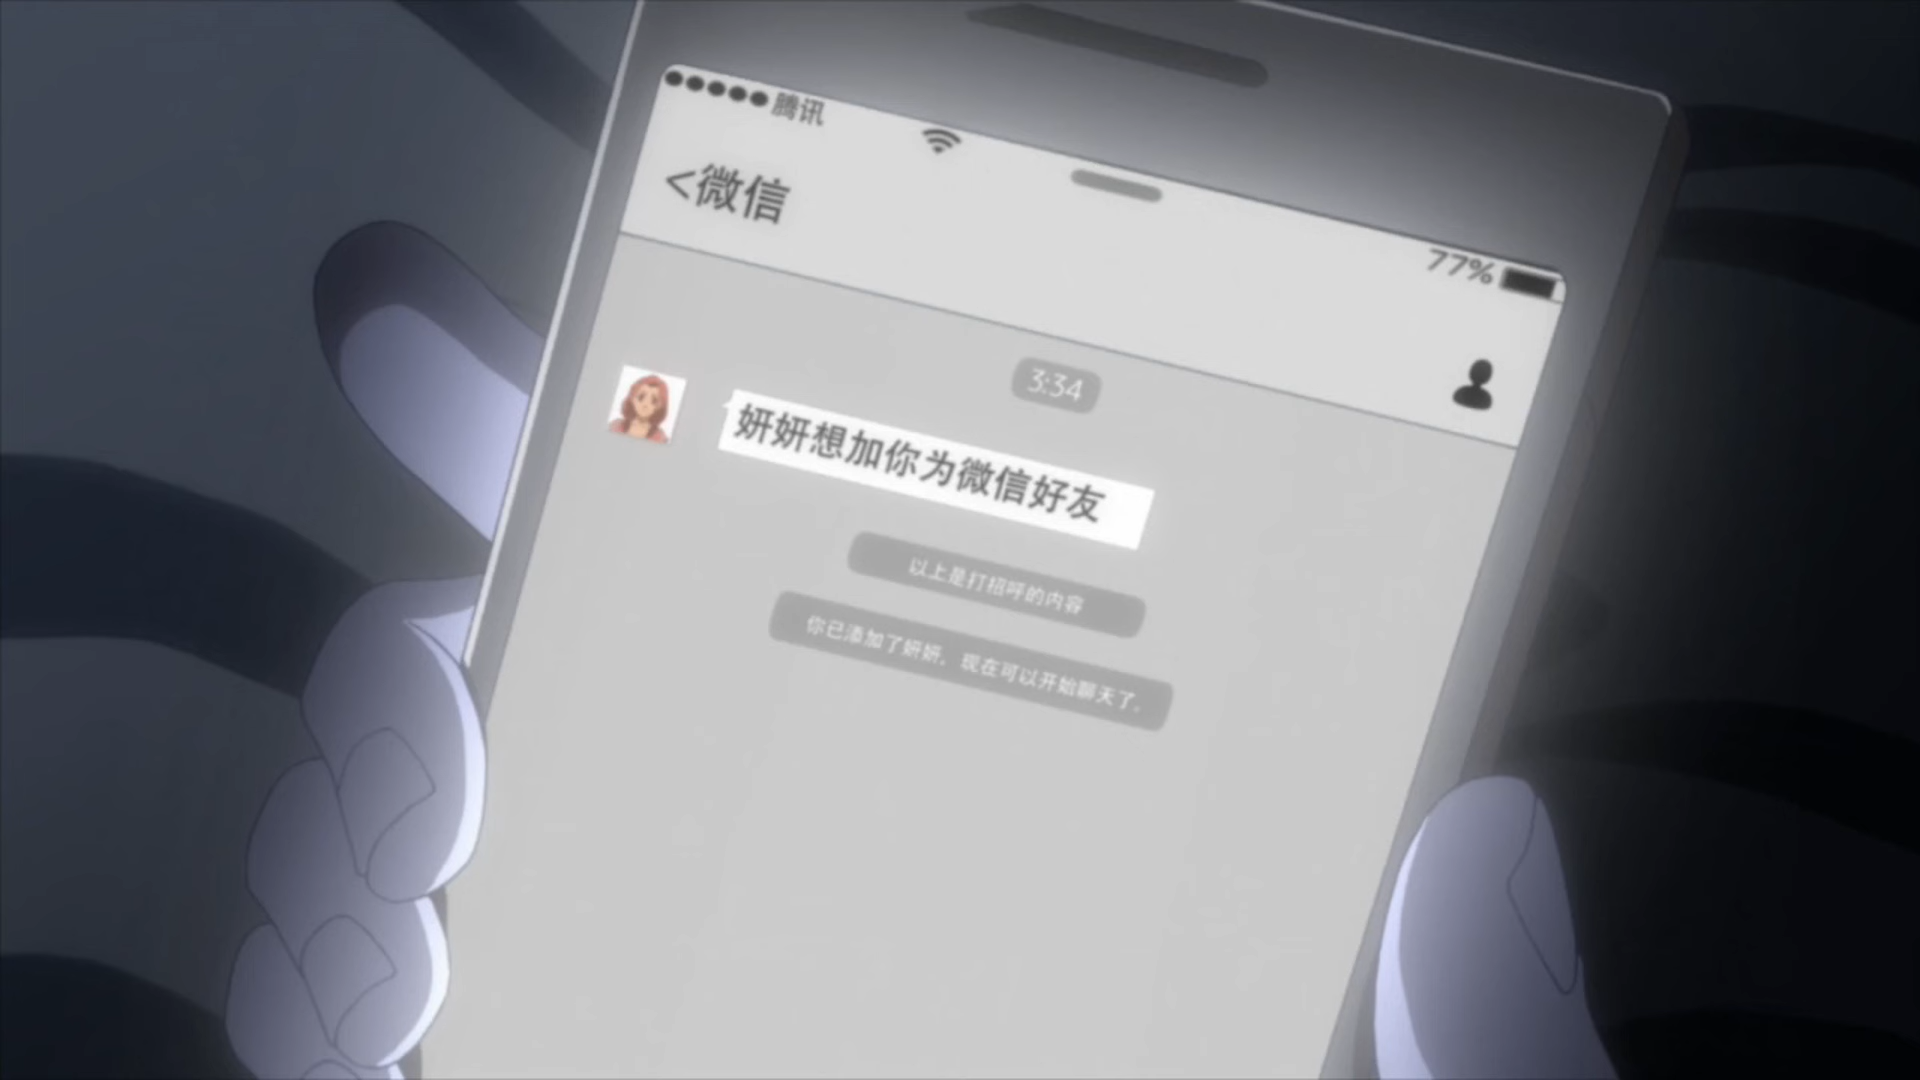 腾讯
77%
<微信
3:34
妍妍想加你为微信好友
以上是打招呼的内容
你已添加了妍妍，现在可以开始聊天了。